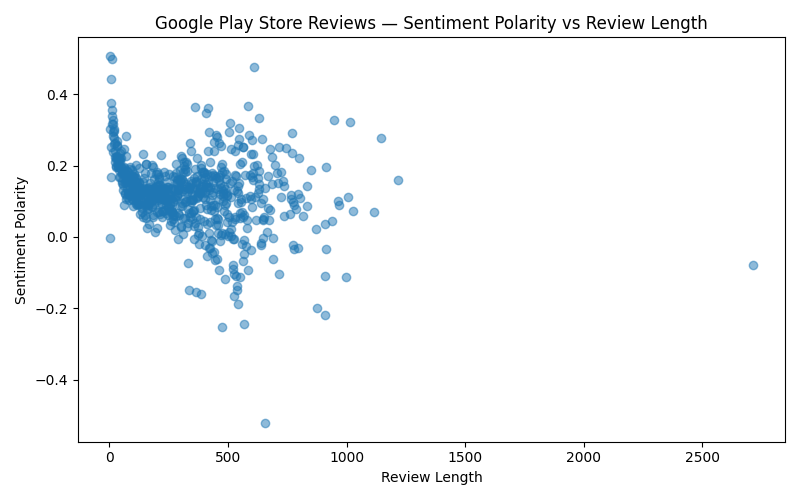 Google Play Store Reviews — Sentiment Polarity vs Review Length
0.4
0.2
0.0
−0.2
−0.4
Sentiment Polarity
0 500 1000 1500 2000 2500
Review Length